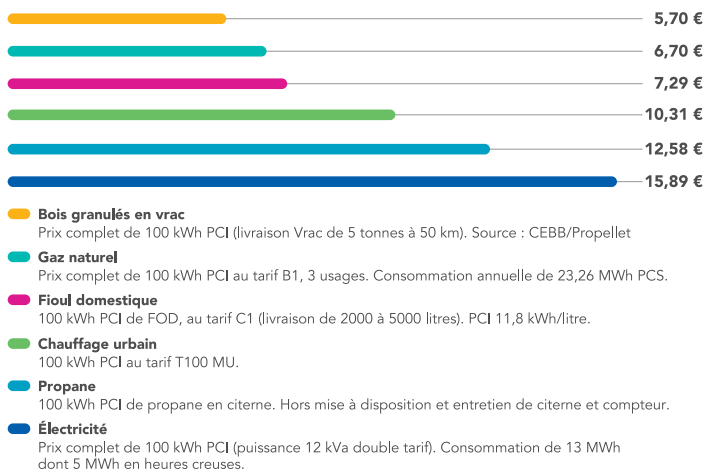 5,70 €
6,70 €
7,29 €
10,31 €
12,58 €
15,89 €
Bois granulés en vrac
Prix complet de 100 kWh PCI (livraison Vrac de 5 tonnes à 50 km). Source : CEBB/Propellet
Gaz naturel
Prix complet de 100 kWh PCI au tarif B1, 3 usages. Consommation annuelle de 23,26 MWh PCS.
Fioul domestique
100 kWh PCI de FOD, au tarif C1 (livraison de 2000 à 5000 litres). PCI 11,8 kWh/litre.
Chauffage urbain
100 kWh PCI au tarif T100 MU.
Propane
100 kWh PCI de propane en citerne. Hors mise à disposition et entretien de citerne et compteur.
Électricité
Prix complet de 100 kWh PCI (puissance 12 kVa double tarif). Consommation de 13 MWh
dont 5 MWh en heures creuses.